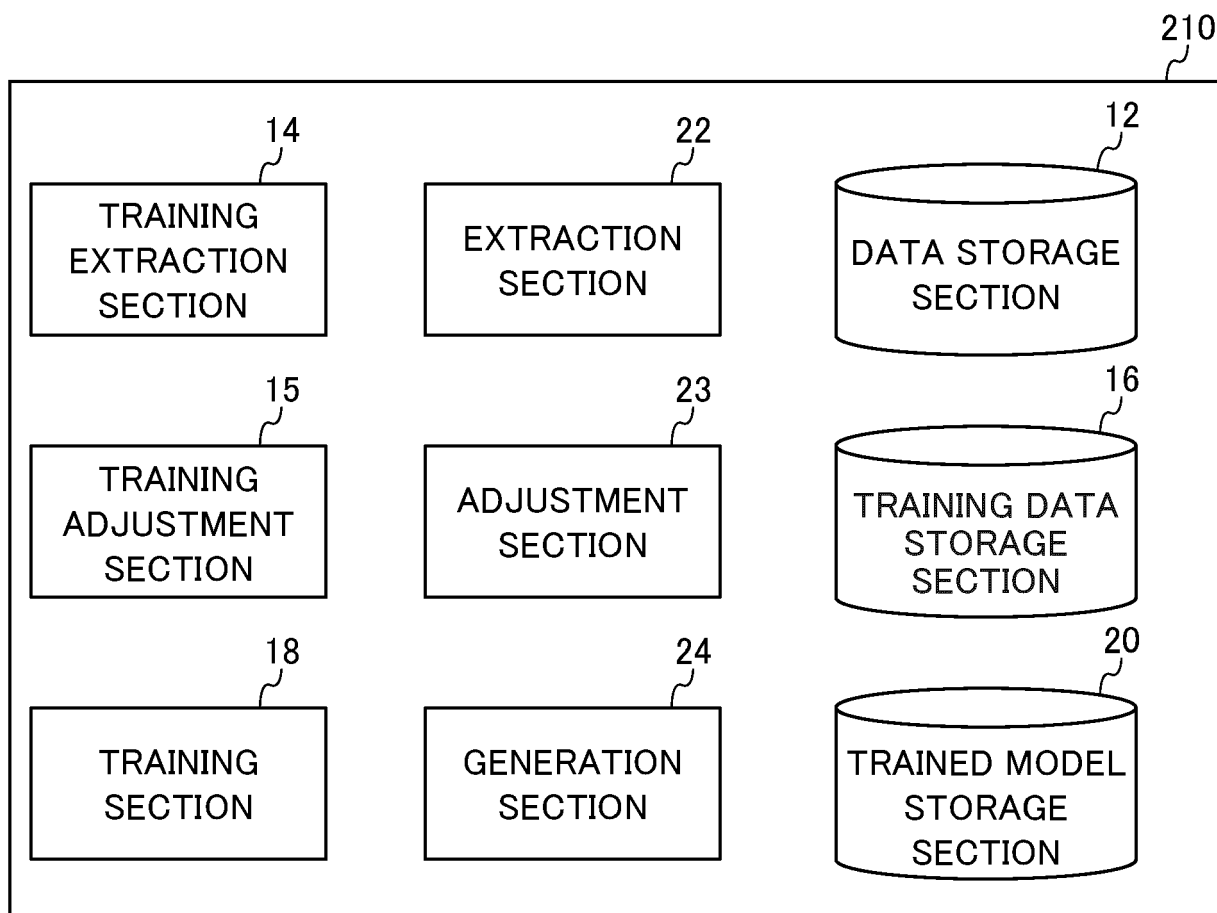 210
14
TRAINING
EXTRACTION
SECTION
22
EXTRACTION
SECTION
12
DATA STORAGE
SECTION
15
TRAINING
ADJUSTMENT
SECTION
23
ADJUSTMENT
SECTION
16
TRAINING DATA
STORAGE
SECTION
18
TRAINING
SECTION
24
GENERATION
SECTION
20
TRAINED MODEL
STORAGE
SECTION